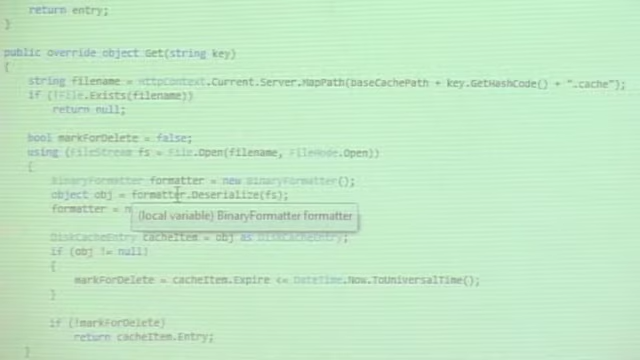 return entry;
}
public override object Get(string key)
{
string filename = HttpContext.Current.Server.MapPath(baseCachePath + key.GetHashCode() + ".cache");
if (!File.Exists(filename))
return null;
bool markForDelete = false;
using (FileStream fs = File.Open(filename, FileMode.Open))
{
BinaryFormatter formatter = new BinaryFormatter();
object obj = formatter.Deserialize(fs);
formatter = n
(local variable) BinaryFormatter formatter
DiskCacheEntry cacheItem = obj as DiskCacheEntry;
if (obj != null)
{
markForDelete = cacheItem.Expire <= DateTime.Now.ToUniversalTime();
}
if (!markForDelete)
return cacheItem.Entry;
}